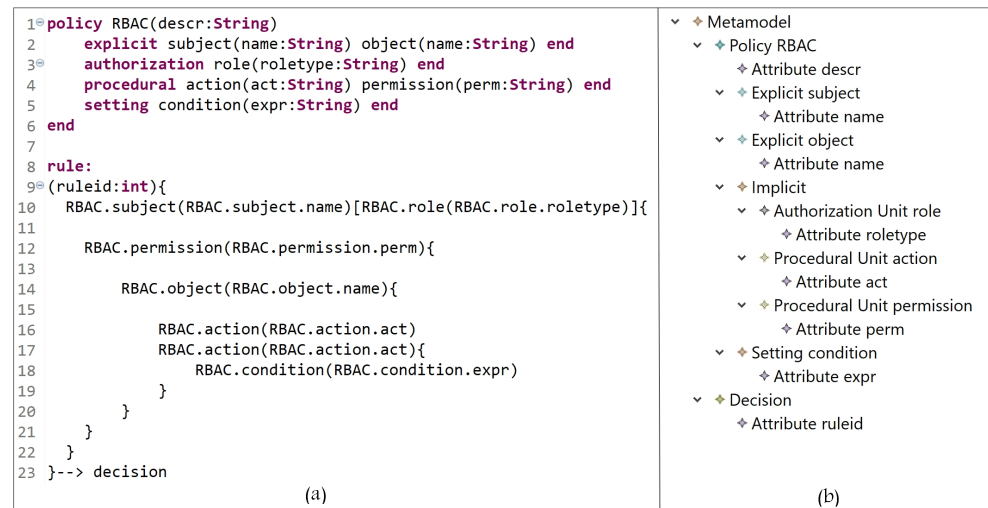 1 policy RBAC(descr:String)
2 explicit subject(name:String) object(name:String) end
3 authorization role(roletype:String) end
4 procedural action(act:String) permission(perm:String) end
5 setting condition(expr:String) end
6 end
7
8 rule:
9 (ruleid:int){
10 RBAC.subject(RBAC.subject.name)[RBAC.role(RBAC.role.roletype)]{
11
12 RBAC.permission(RBAC.permission.perm){
13
14 RBAC.object(RBAC.object.name){
15
16 RBAC.action(RBAC.action.act)
17 RBAC.action(RBAC.action.act){
18 RBAC.condition(RBAC.condition.expr)
19 }
20 }
21 }
22 }
23 }--> decision
(a)
Metamodel
Policy RBAC
Attribute descr
Explicit subject
Attribute name
Explicit object
Attribute name
Implicit
Authorization Unit role
Attribute roletype
Procedural Unit action
Attribute act
Procedural Unit permission
Attribute perm
Setting condition
Attribute expr
Decision
Attribute ruleid
(b)